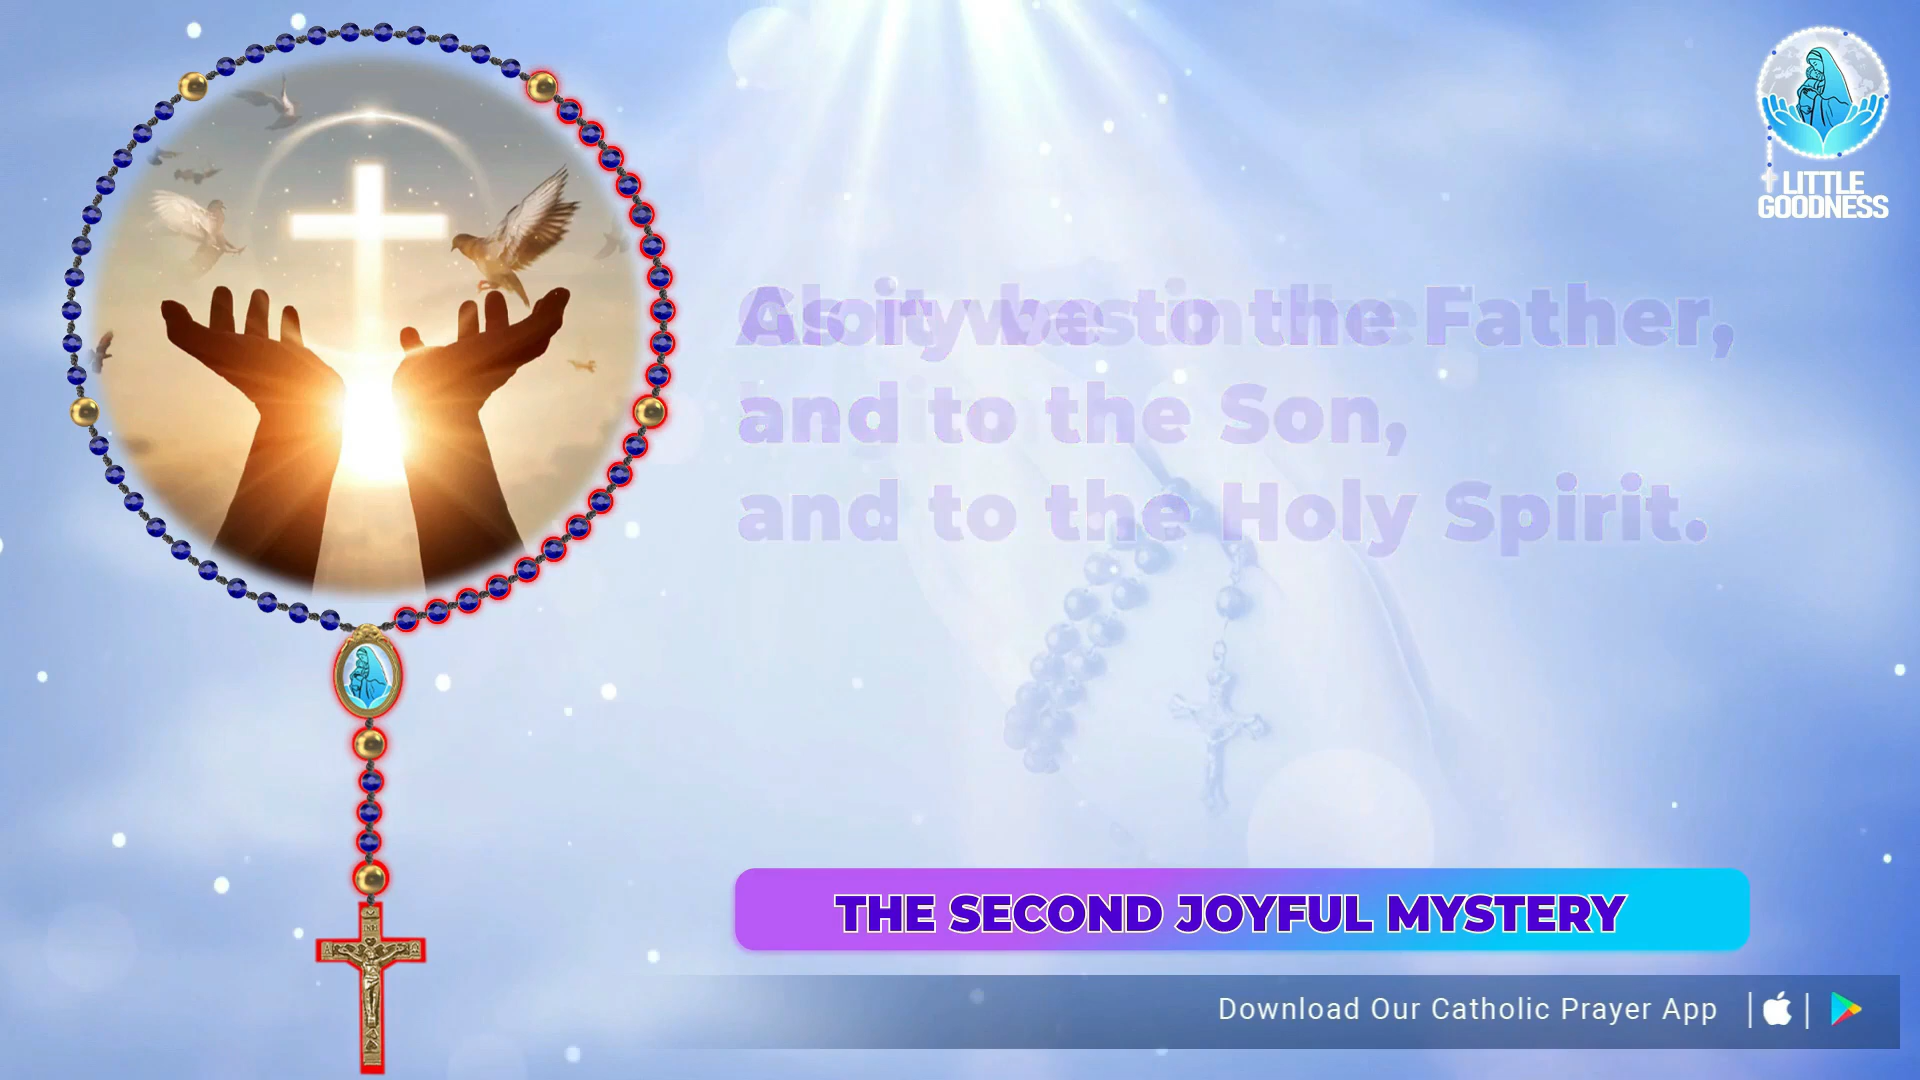 LITTLE
GOODNESS
Glory be to the Father,
and to the Son,
and to the Holy Spirit.
THE SECOND JOYFUL MYSTERY
Download Our Catholic Prayer App